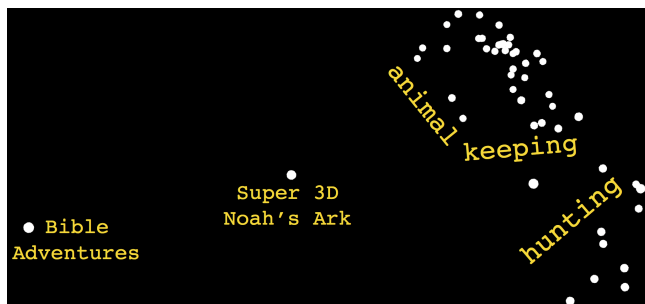 animal
keeping
Super 3D
Noah's Ark
Bible
Adventures
hunting